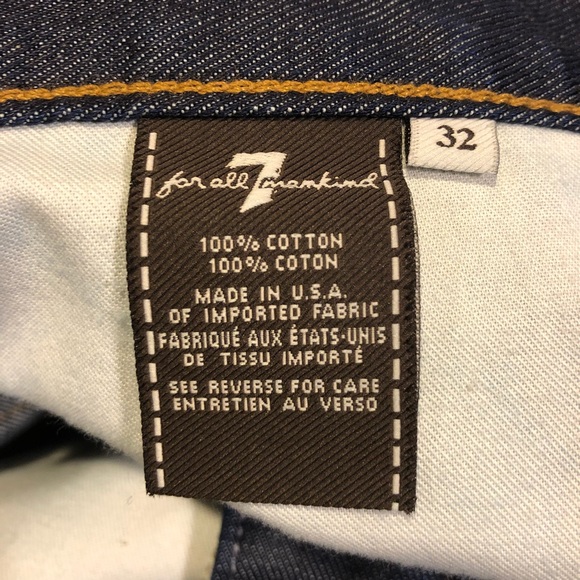 32
for all 7 mankind
100% COTTON
100% COTON
MADE IN U.S.A.
OF IMPORTED FABRIC
FABRIQUÉ AUX ÉTATS-UNIS
DE TISSU IMPORTÉ
SEE REVERSE FOR CARE
ENTRETIEN AU VERSO